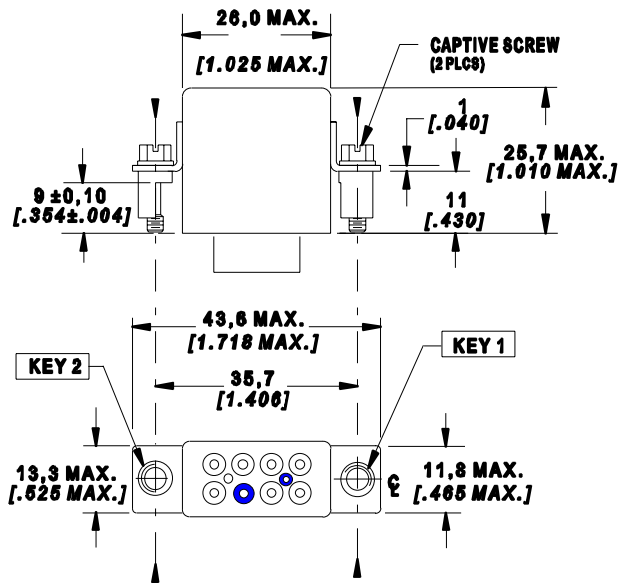 26,0 MAX.
[1.025 MAX.]
CAPTIVE SCREW
(2 PLCS)
1
[.040]
25,7 MAX.
[1.010 MAX.]
9 ±0,10
[.354±.004]
11
[.430]
43,6 MAX.
[1.718 MAX.]
KEY 2
KEY 1
35,7
[1.406]
13,3 MAX.
[.525 MAX.]
11,8 MAX.
[.465 MAX.]
℄